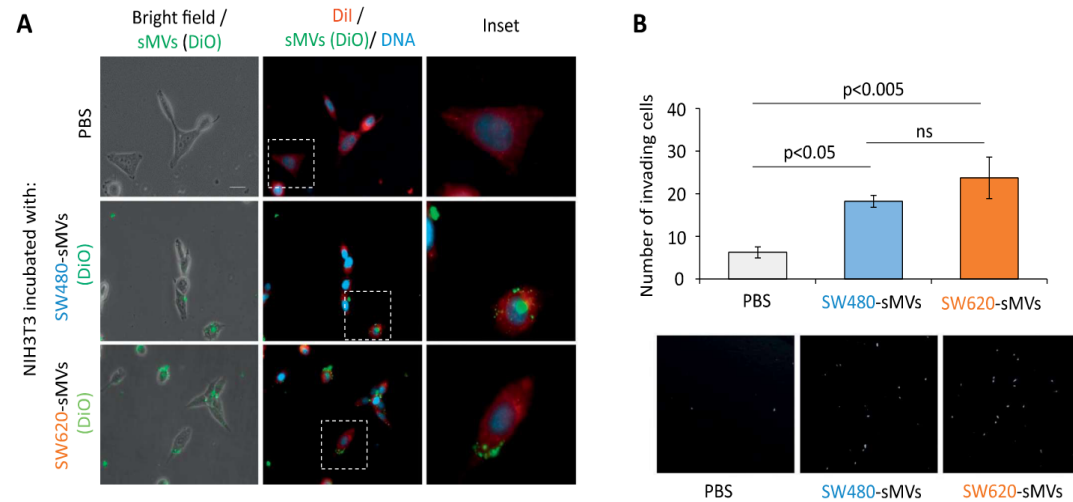 A
Bright field /
sMVs (DiO)
DiI /
sMVs (DiO)/ DNA
Inset
NIH3T3 incubated with:
PBS
SW480-sMVs
(DiO)
SW620-sMVs
(DiO)
B
Number of invading cells
40
30
20
10
0
p<0.005
ns
p<0.05
PBS
SW480-sMVs
SW620-sMVs
PBS
SW480-sMVs
SW620-sMVs